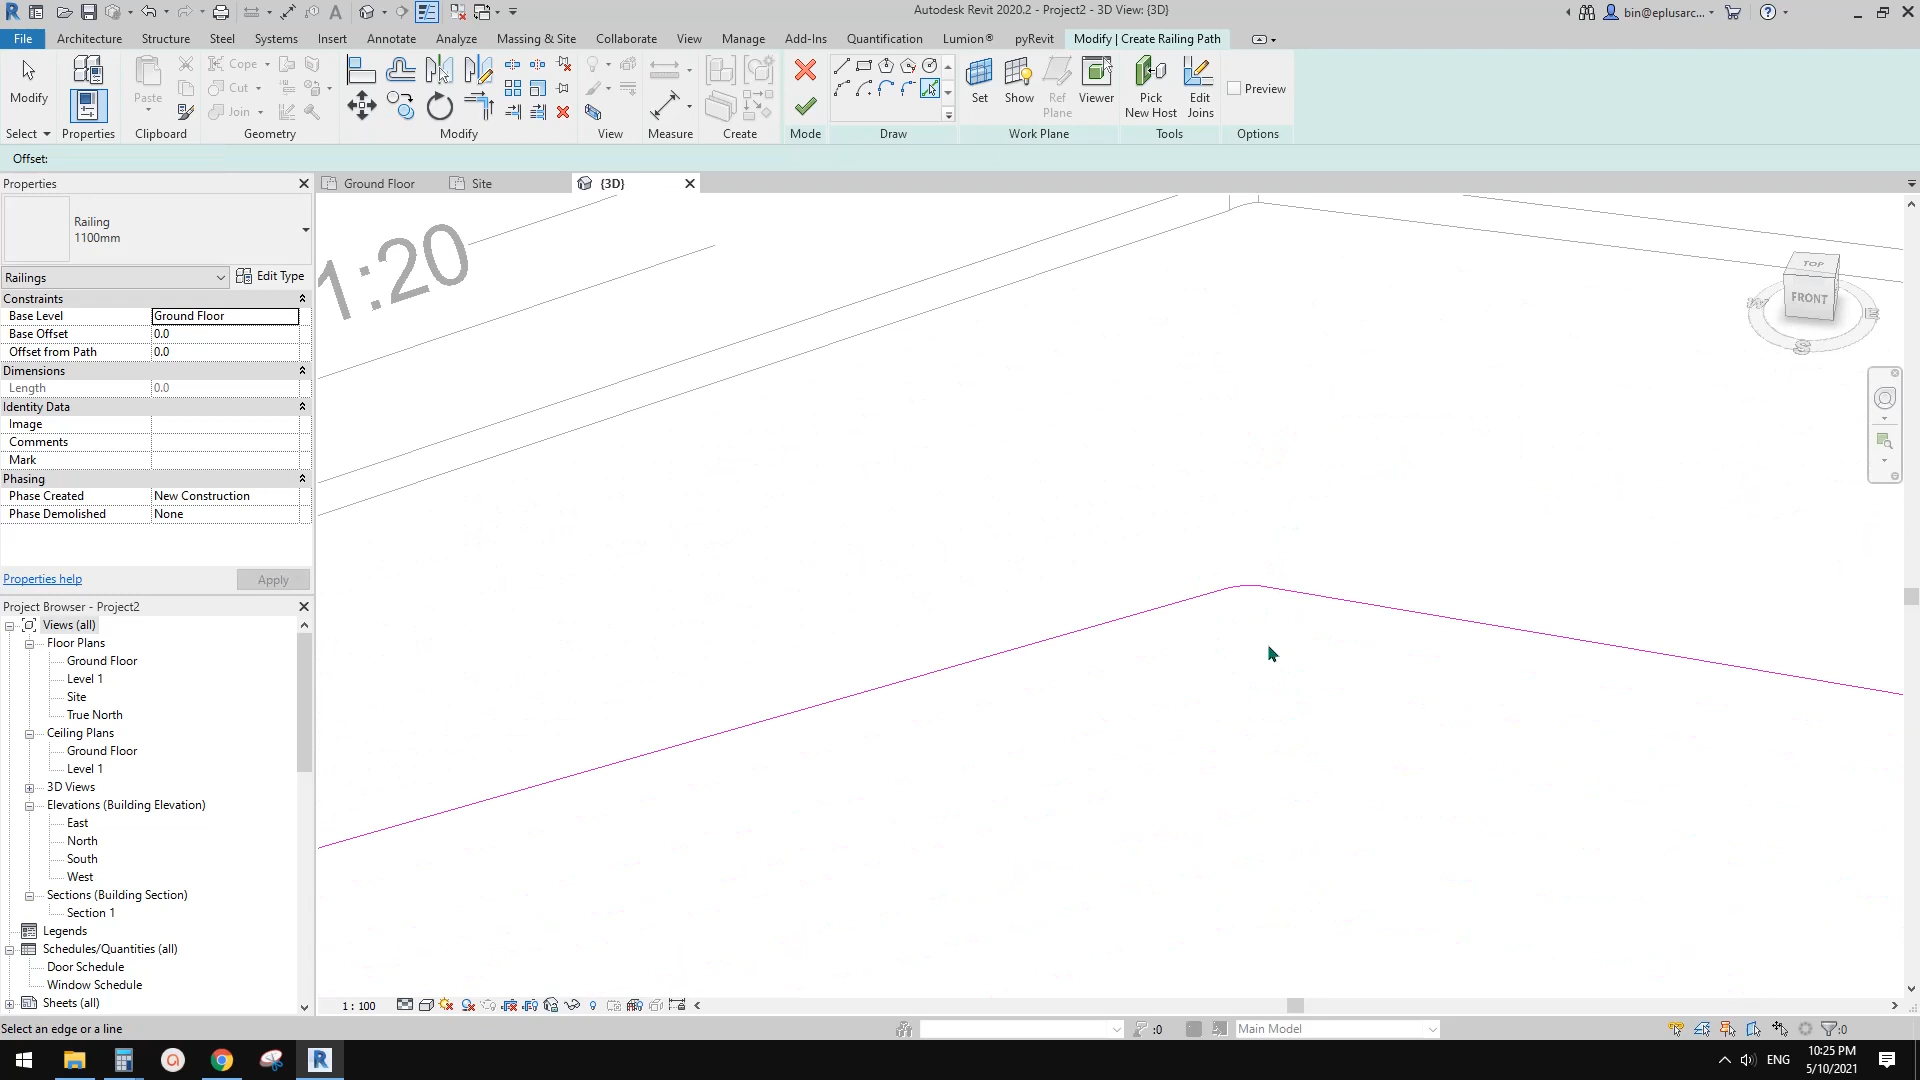 Autodesk Revit 2020.2 - Project2 - 3D View: {3D}
bin@eplusarc...
File Architecture Structure Steel Systems Insert Annotate Analyze Massing & Site Collaborate View Manage Add-Ins Quantification Lumion® pyRevit Modify | Create Railing Path
Modify
Paste
Cope
Cut
Join
Set
Show
Ref
Plane
Viewer
Pick
New Host
Edit
Joins
Preview
Select
Properties
Clipboard
Geometry
Modify
View
Measure
Create
Mode
Draw
Work Plane
Tools
Options
Offset:
Properties
Ground Floor
Site
{3D}
Railing
1100mm
Railings
Edit Type
Constraints
Base Level Ground Floor
Base Offset 0.0
Offset from Path 0.0
Dimensions
Length 0.0
Identity Data
Image
Comments
Mark
Phasing
Phase Created New Construction
Phase Demolished None
Properties help
Apply
Project Browser - Project2
Views (all)
Floor Plans
Ground Floor
Level 1
Site
True North
Ceiling Plans
Ground Floor
Level 1
3D Views
Elevations (Building Elevation)
East
North
South
West
Sections (Building Section)
Section 1
Legends
Schedules/Quantities (all)
Door Schedule
Window Schedule
Sheets (all)
1:20
TOP
FRONT
W
E
S
1 : 100
Select an edge or a line
:0
Main Model
:0
ENG
10:25 PM
5/10/2021